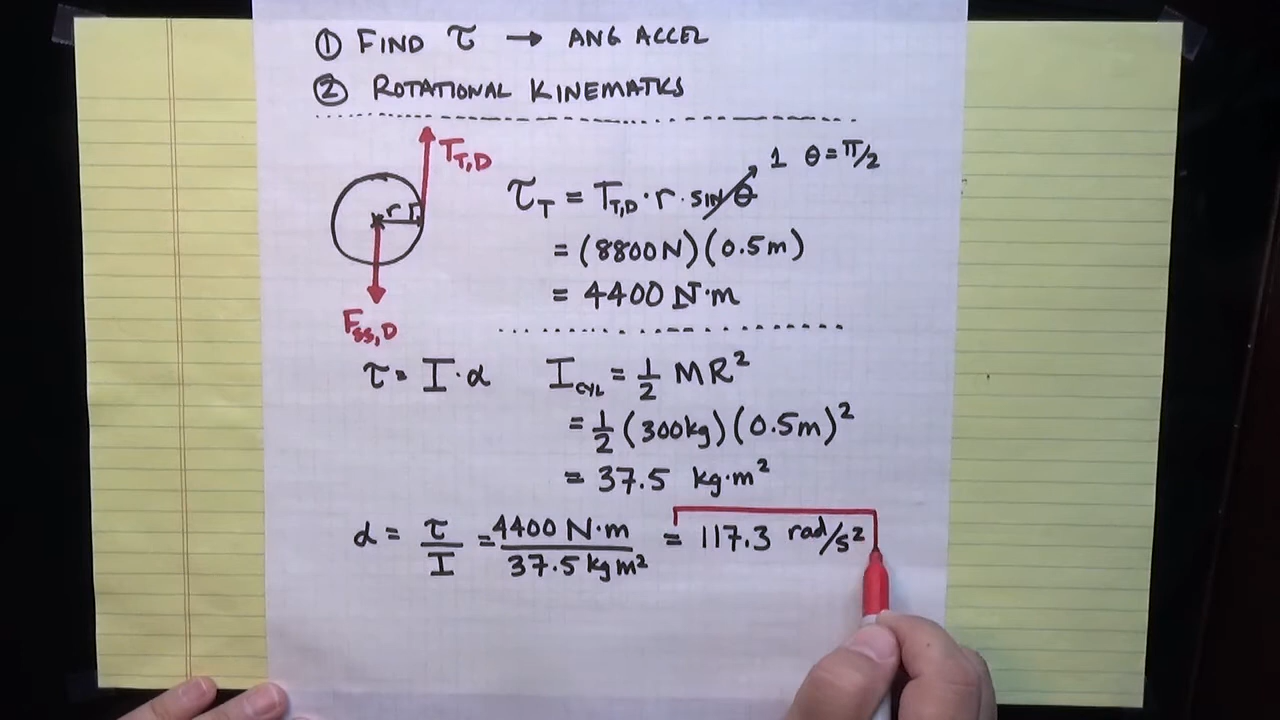 ① FIND τ → ANG ACCEL
② ROTATIONAL KINEMATICS
T_T,D
r
F_SS,D
1 θ = π/2
τ_T = T_T,D · r · sin θ
= (8800 N)(0.5 m)
= 4400 N·m
τ = I · α
I_CYL = 1/2 MR²
= 1/2 (300 kg)(0.5 m)²
= 37.5 kg·m²
α = τ/I = 4400 N·m / 37.5 kg m² = 117.3 rad/s²